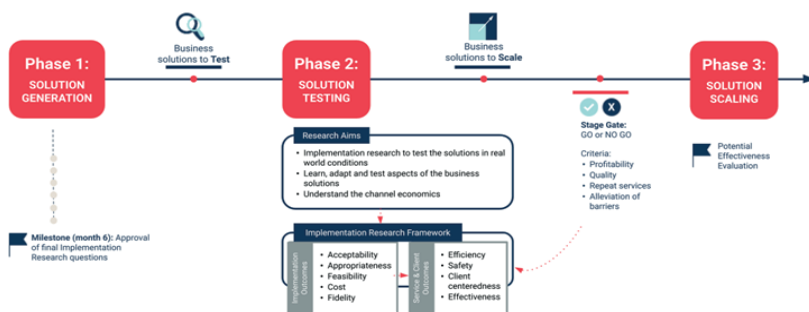 Phase 1:
SOLUTION
GENERATION
Business
solutions to Test
Phase 2:
SOLUTION
TESTING
Business
solutions to Scale
Phase 3:
SOLUTION
SCALING
X
Stage Gate:
GO or NO GO
Criteria:
• Profitability
• Quality
• Repeat services
• Alleviation of
barriers
Potential
Effectiveness
Evaluation
Research Aims
• Implementation research to test the solutions in real
world conditions
• Learn, adapt and test aspects of the business
solutions
• Understand the channel economics
Milestone (month 6): Approval
of final Implementation
Research questions
Implementation Research Framework
Implementation
Outcomes
• Acceptability
• Appropriateness
• Feasibility
• Cost
• Fidelity
Service & Client
Outcomes
• Efficiency
• Safety
• Client
centeredness
• Effectiveness